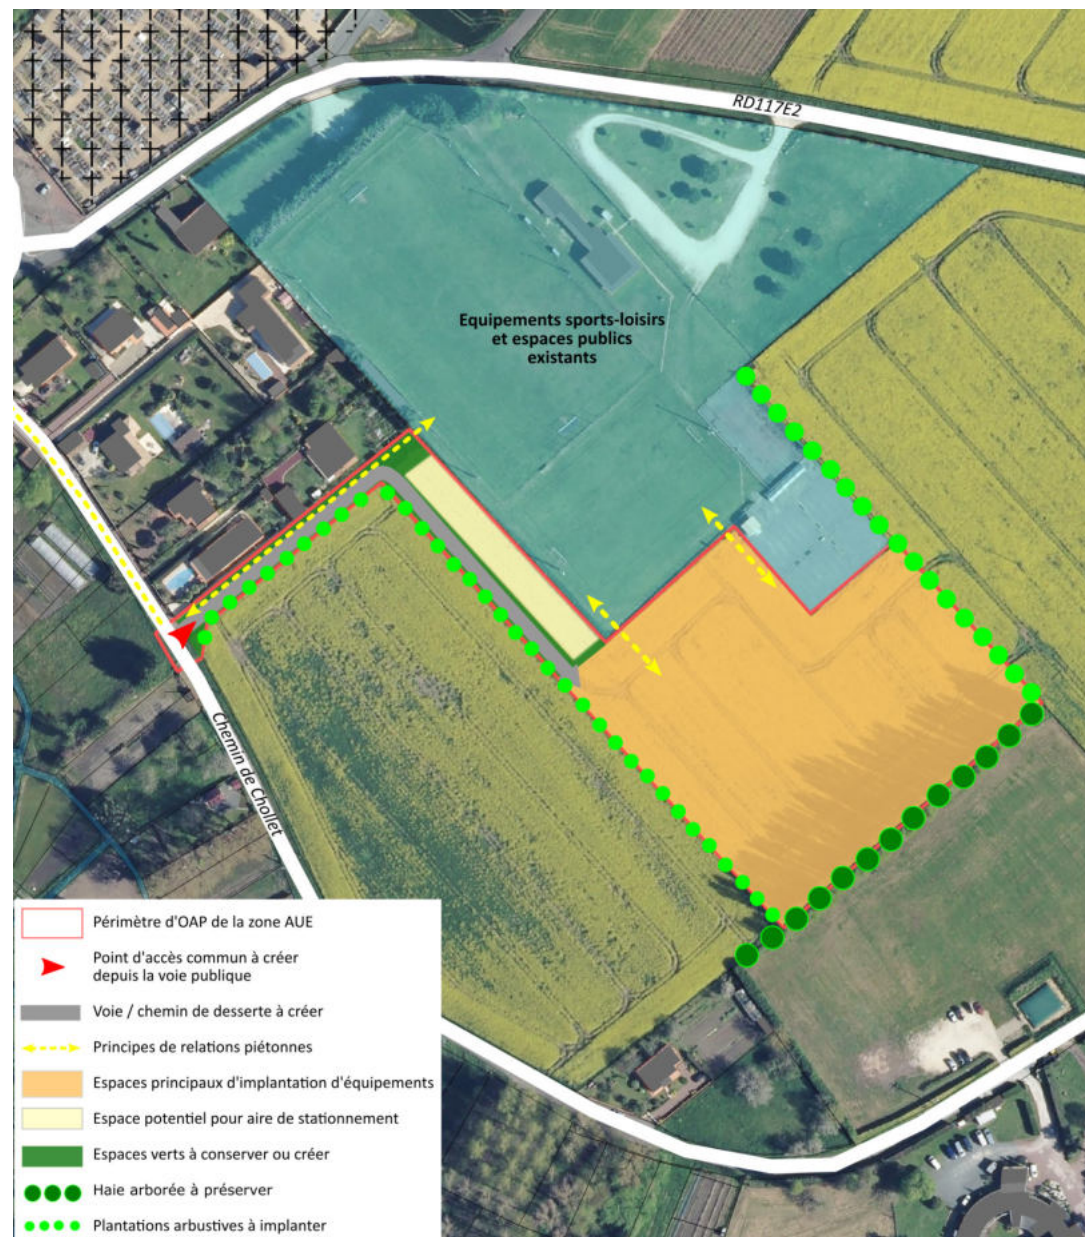 RD117E2
Equipements sports-loisirs
et espaces publics
existants
Chemin de Chollet
Périmètre d'OAP de la zone AUE
Point d'accès commun à créer
depuis la voie publique
Voie / chemin de desserte à créer
Principes de relations piétonnes
Espaces principaux d'implantation d'équipements
Espace potentiel pour aire de stationnement
Espaces verts à conserver ou créer
Haie arborée à préserver
Plantations arbustives à implanter